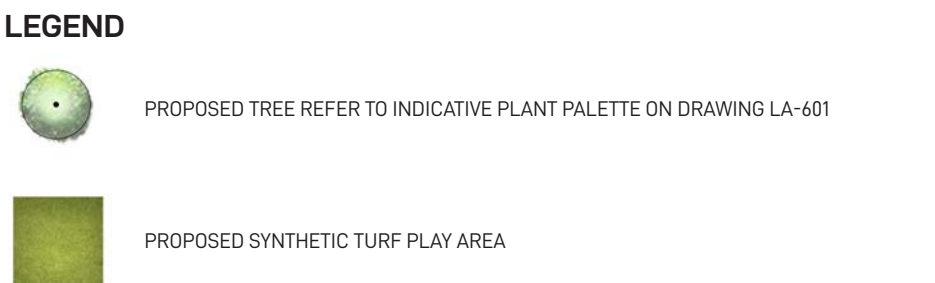 LEGEND
PROPOSED TREE REFER TO INDICATIVE PLANT PALETTE ON DRAWING LA-601
PROPOSED SYNTHETIC TURF PLAY AREA